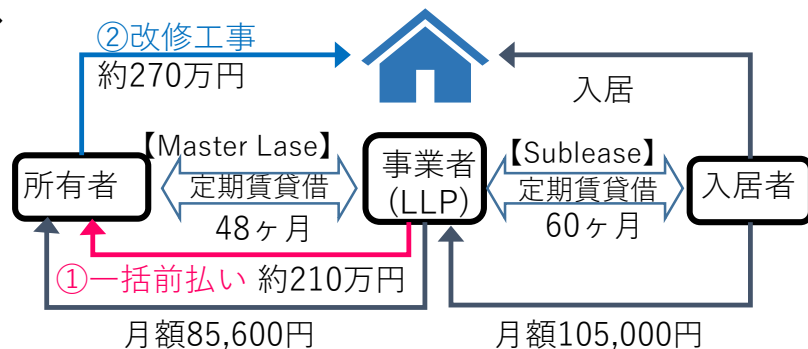 ②改修工事
約270万円
入居
【Master Lase】
【Sublease】
所有者
定期賃貸借
事業者
(LLP)
定期賃貸借
入居者
48ヶ月
60ヶ月
①一括前払い 約210万円
月額85,600円
月額105,000円